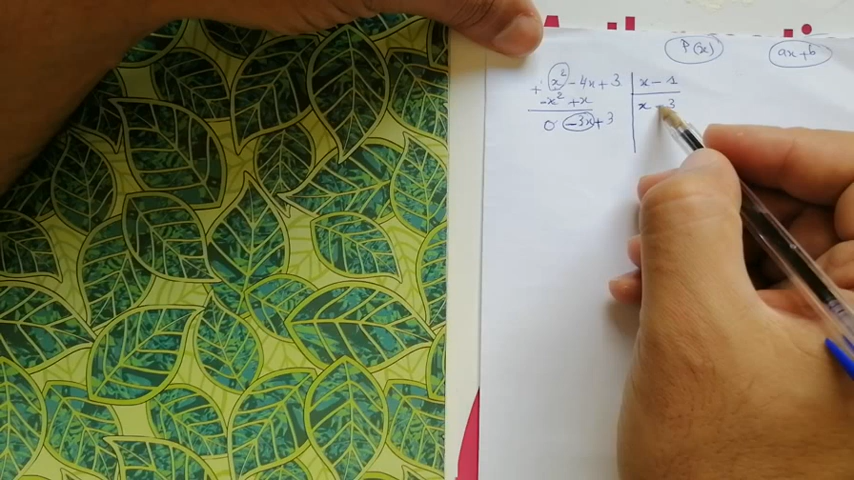 P(x) ax+b
+ x² - 4x + 3 | x - 1
-x² + x | x - 3
0 - 3x + 3